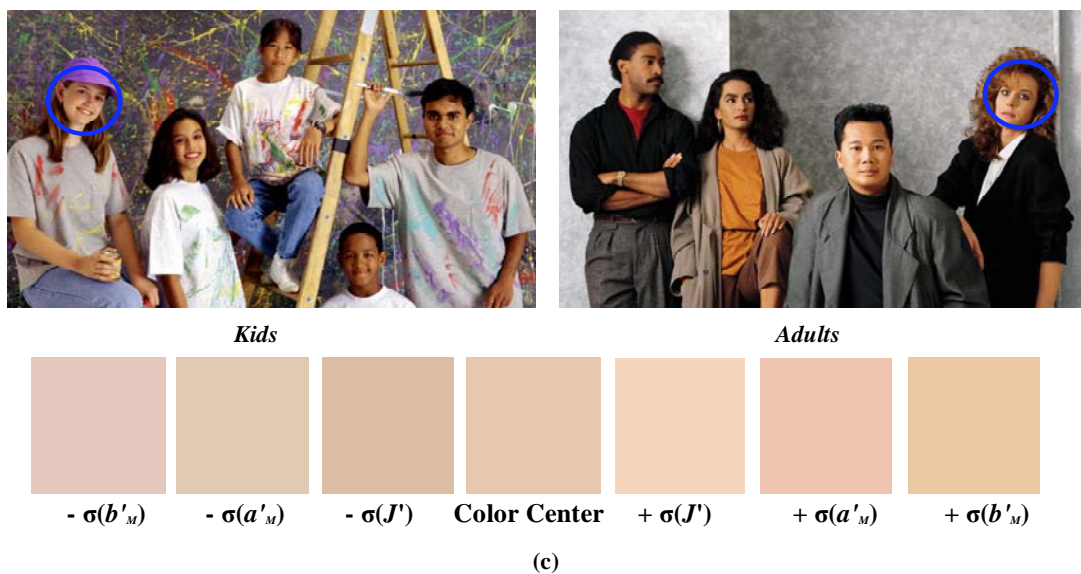 Kids Adults
- σ(b'M) - σ(a'M) - σ(J') Color Center + σ(J') + σ(a'M) + σ(b'M)
(c)